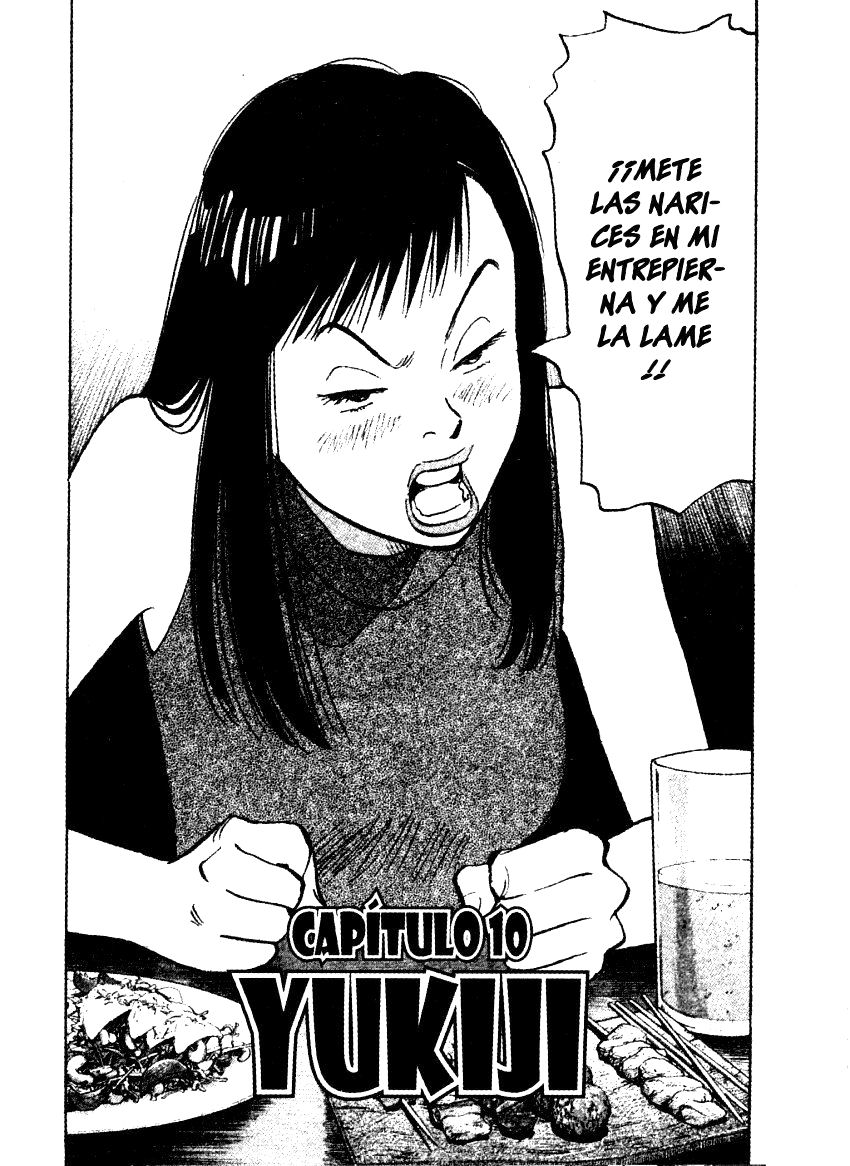 ¡¡METE
LAS NARI-
CES EN MI
ENTREPIER-
NA Y ME
LA LAME
!!
CAPÍTULO 10
YUKIJI